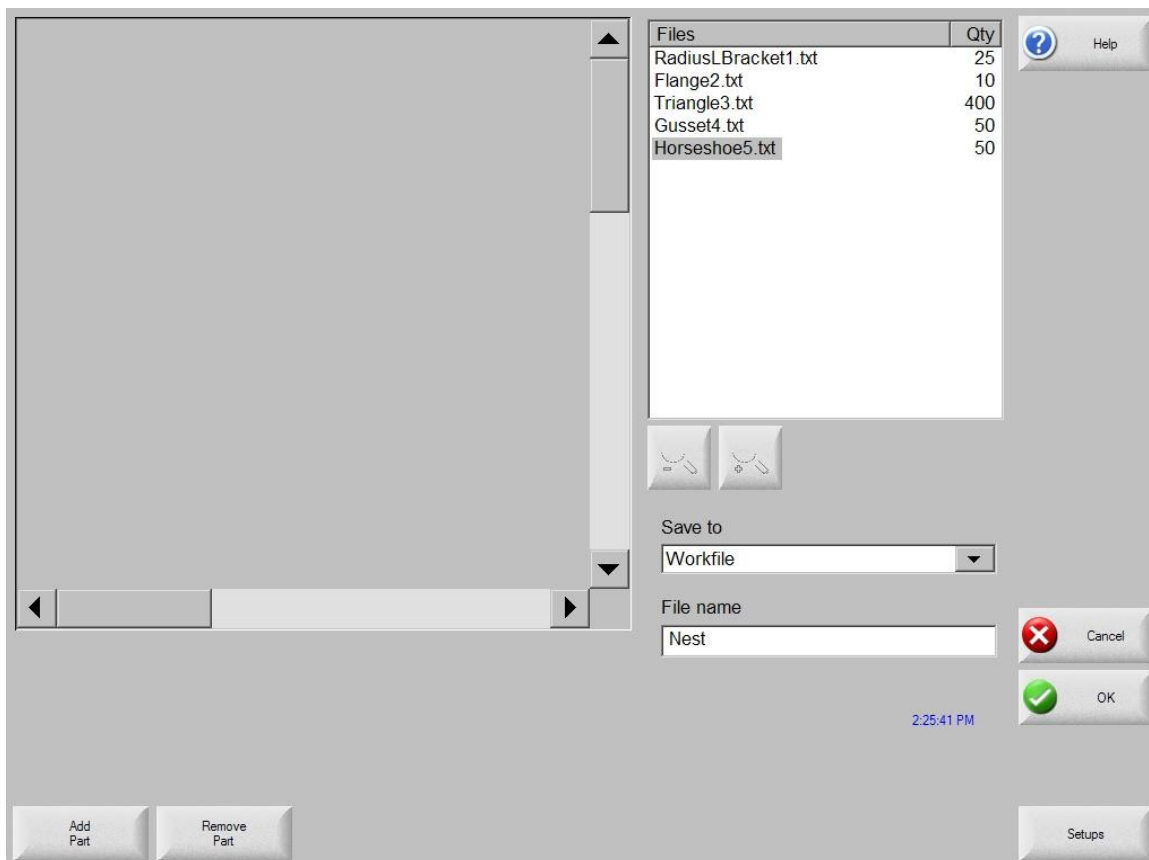 Files Qty
RadiusLBracket1.txt 25
Flange2.txt 10
Triangle3.txt 400
Gusset4.txt 50
Horseshoe5.txt 50
Help
Save to
Workfile
File name
Nest
Cancel
OK
2:25:41 PM
Add
Part
Remove
Part
Setups